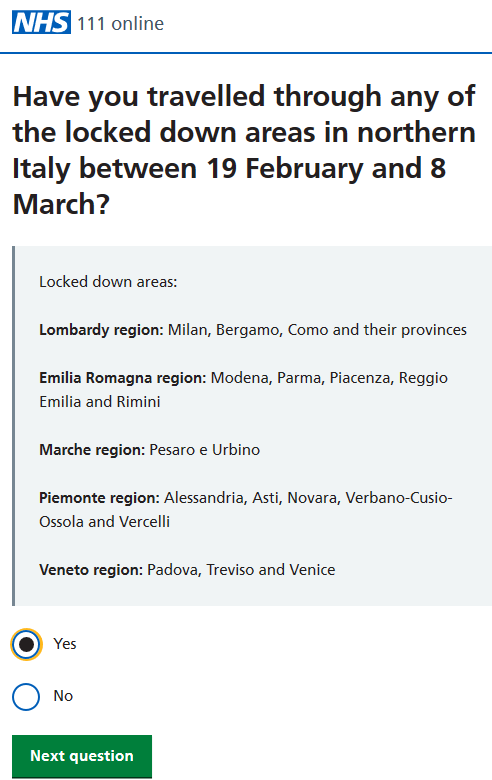 NHS 111 online
Have you travelled through any of
the locked down areas in northern
Italy between 19 February and 8
March?
Locked down areas:
Lombardy region: Milan, Bergamo, Como and their provinces
Emilia Romagna region: Modena, Parma, Piacenza, Reggio
Emilia and Rimini
Marche region: Pesaro e Urbino
Piemonte region: Alessandria, Asti, Novara, Verbano-Cusio-
Ossola and Vercelli
Veneto region: Padova, Treviso and Venice
Yes
No
Next question